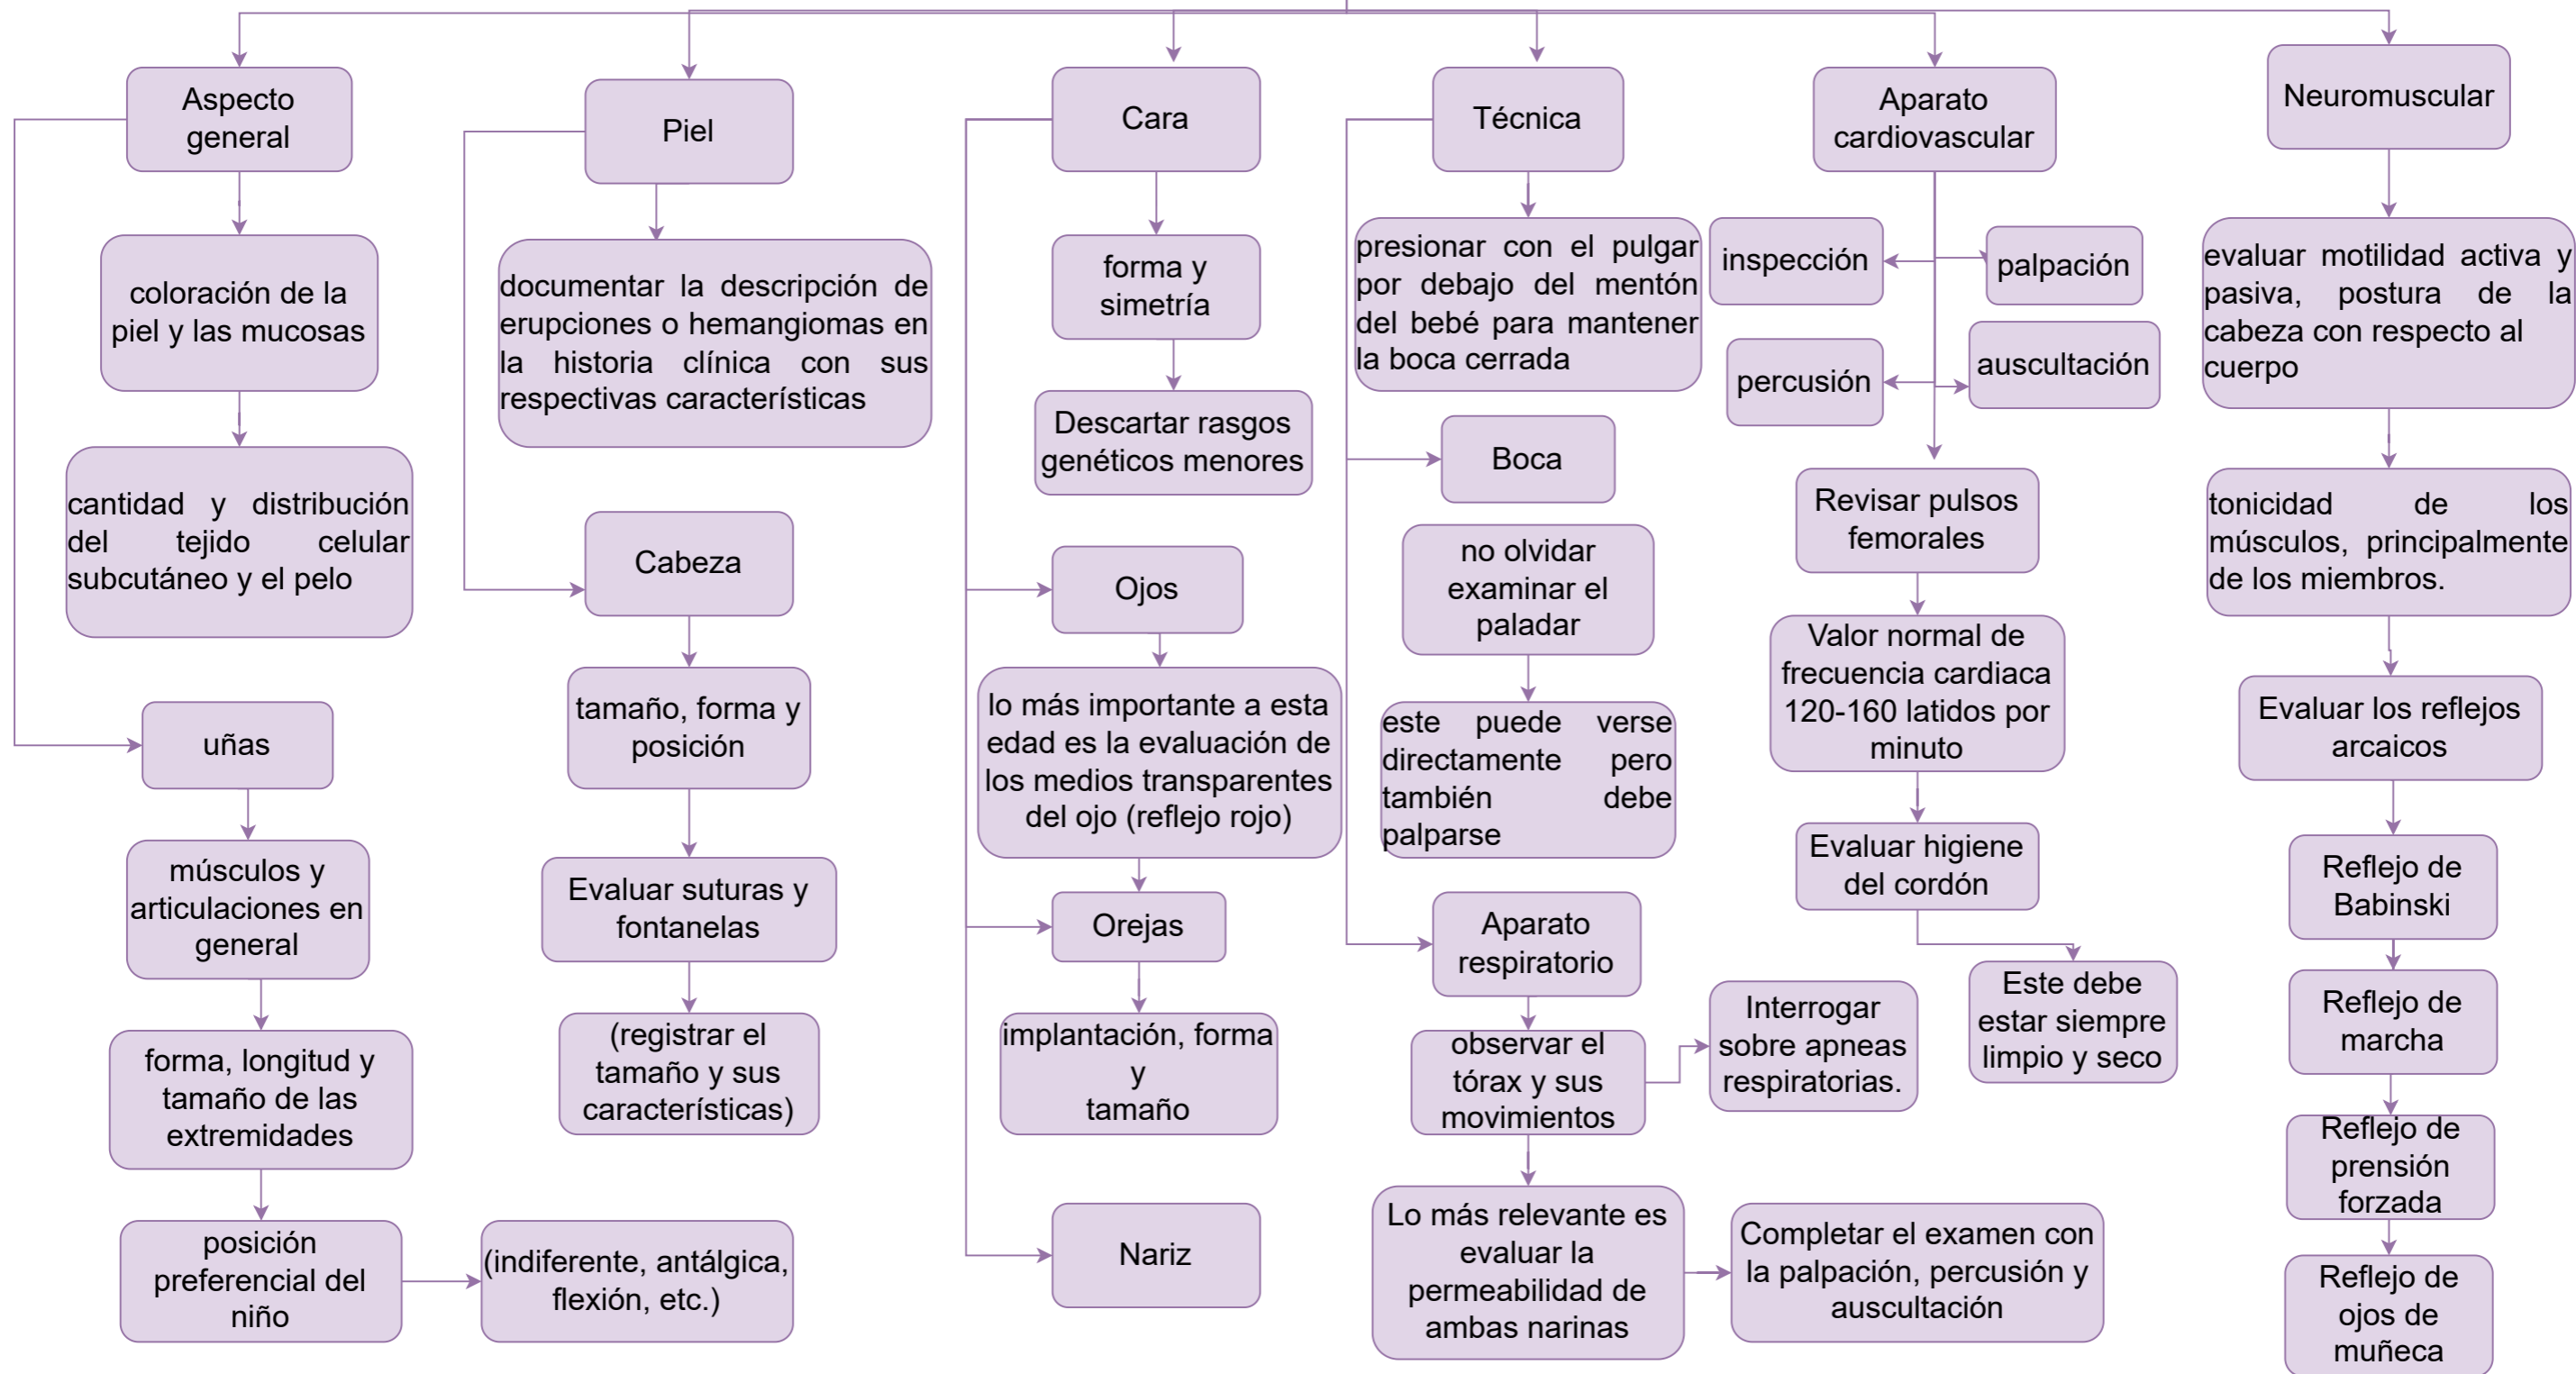 Aspecto
general
coloración de la
piel y las mucosas
cantidad y distribución
del tejido celular
subcutáneo y el pelo
uñas
músculos y
articulaciones en
general
forma, longitud y
tamaño de las
extremidades
posición
preferencial del
niño
(indiferente, antálgica,
flexión, etc.)
Piel
documentar la descripción de
erupciones o hemangiomas en
la historia clínica con sus
respectivas características
Cabeza
tamaño, forma y
posición
Evaluar suturas y
fontanelas
(registrar el
tamaño y sus
características)
Cara
forma y
simetría
Descartar rasgos
genéticos menores
Ojos
lo más importante a esta
edad es la evaluación de
los medios transparentes
del ojo (reflejo rojo)
Orejas
implantación, forma
y
tamaño
Nariz
Técnica
presionar con el pulgar
por debajo del mentón
del bebé para mantener
la boca cerrada
Boca
no olvidar
examinar el
paladar
este puede verse
directamente pero
también debe
palparse
Aparato
respiratorio
observar el
tórax y sus
movimientos
Interrogar
sobre apneas
respiratorias.
Lo más relevante es
evaluar la
permeabilidad de
ambas narinas
Completar el examen con
la palpación, percusión y
auscultación
Aparato
cardiovascular
inspección
palpación
percusión
auscultación
Revisar pulsos
femorales
Valor normal de
frecuencia cardiaca
120-160 latidos por
minuto
Evaluar higiene
del cordón
Este debe
estar siempre
limpio y seco
Neuromuscular
evaluar motilidad activa y
pasiva, postura de la
cabeza con respecto al
cuerpo
tonicidad de los
músculos, principalmente
de los miembros.
Evaluar los reflejos
arcaicos
Reflejo de
Babinski
Reflejo de
marcha
Reflejo de
prensión
forzada
Reflejo de
ojos de
muñeca